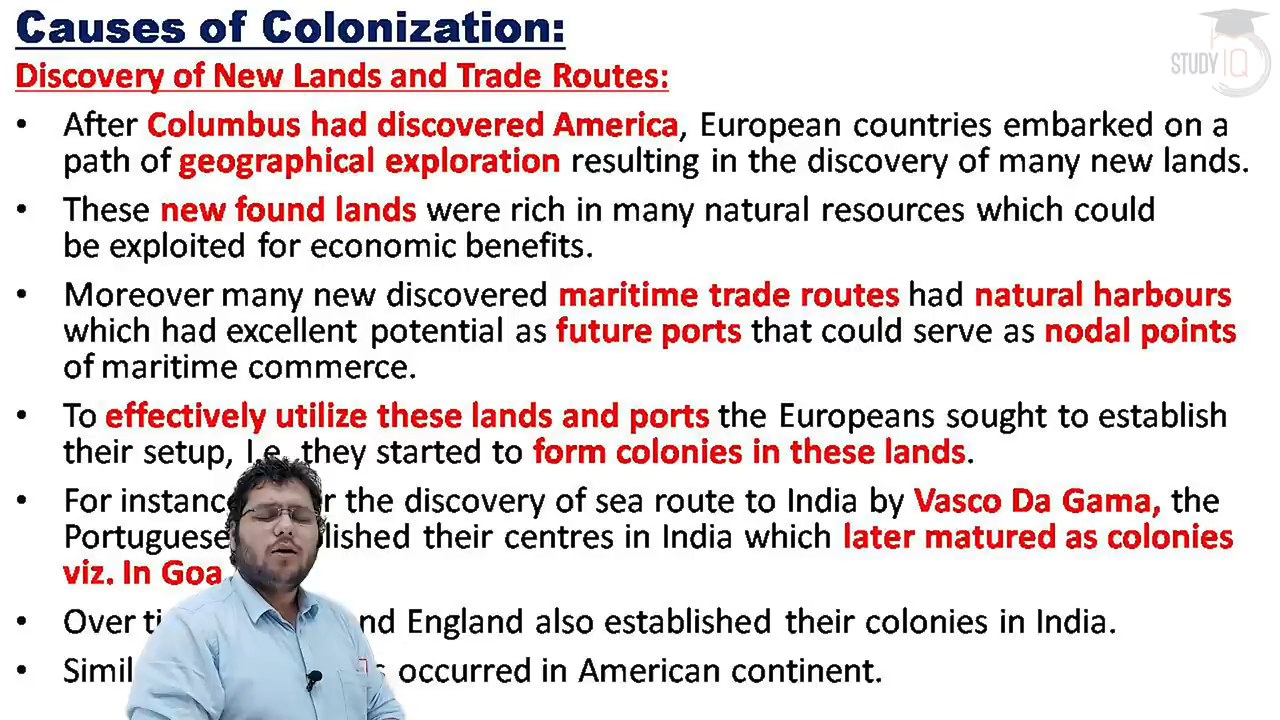 Causes of Colonization:
STUDY IQ
Discovery of New Lands and Trade Routes:
• After Columbus had discovered America, European countries embarked on a
path of geographical exploration resulting in the discovery of many new lands.
• These new found lands were rich in many natural resources which could
be exploited for economic benefits.
• Moreover many new discovered maritime trade routes had natural harbours
which had excellent potential as future ports that could serve as nodal points
of maritime commerce.
• To effectively utilize these lands and ports the Europeans sought to establish
their setup, I.e. they started to form colonies in these lands.
• For the discovery of sea route to India by Vasco Da Gama, the
Portuguese their centres in India which later matured as colonies
viz. In Goa
• Over England also established their colonies in India.
• occurred in American continent.